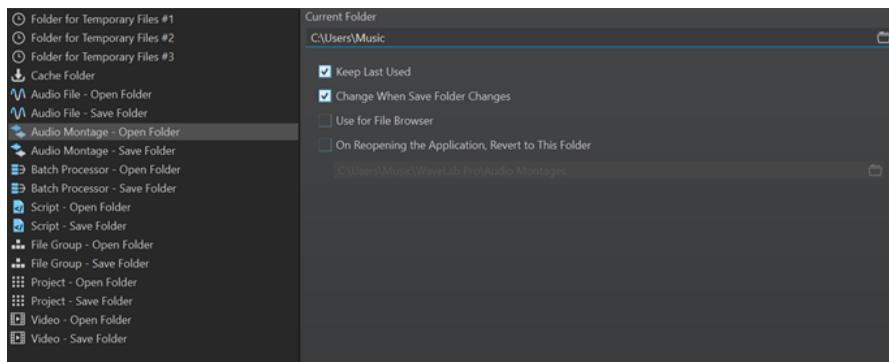 Folder for Temporary Files #1
Folder for Temporary Files #2
Folder for Temporary Files #3
Cache Folder
Audio File - Open Folder
Audio File - Save Folder
Audio Montage - Open Folder
Audio Montage - Save Folder
Batch Processor - Open Folder
Batch Processor - Save Folder
Script - Open Folder
Script - Save Folder
File Group - Open Folder
File Group - Save Folder
Project - Open Folder
Project - Save Folder
Video - Open Folder
Video - Save Folder
Current Folder
C:\Users\Music
Keep Last Used
Change When Save Folder Changes
Use for File Browser
On Reopening the Application, Revert to This Folder
C:\Users\Music\WaveLab Pro\Audio Montages